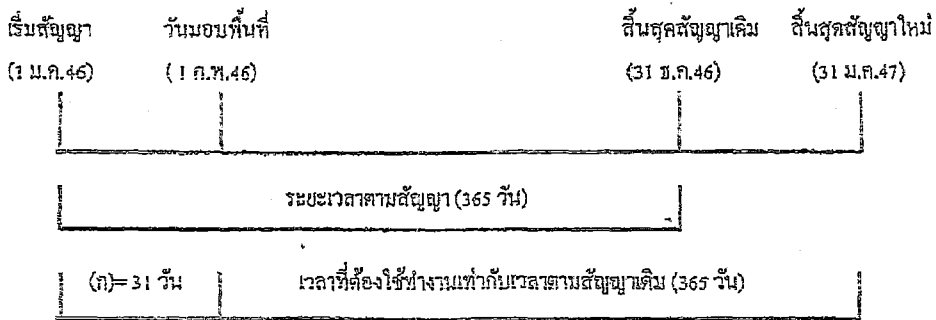 เริ่มสัญญา วันมอบพื้นที่ สิ้นสุดสัญญาเดิม สิ้นสุดสัญญาใหม่
(1 ม.ค.46) (1 ก.พ.46) (31 ธ.ค.46) (31 ม.ค.47)
ระยะเวลาตามสัญญา (365 วัน)
(ก)= 31 วัน เวลาที่ต้องใช้ทำงานเท่ากับเวลาตามสัญญาเดิม (365 วัน)